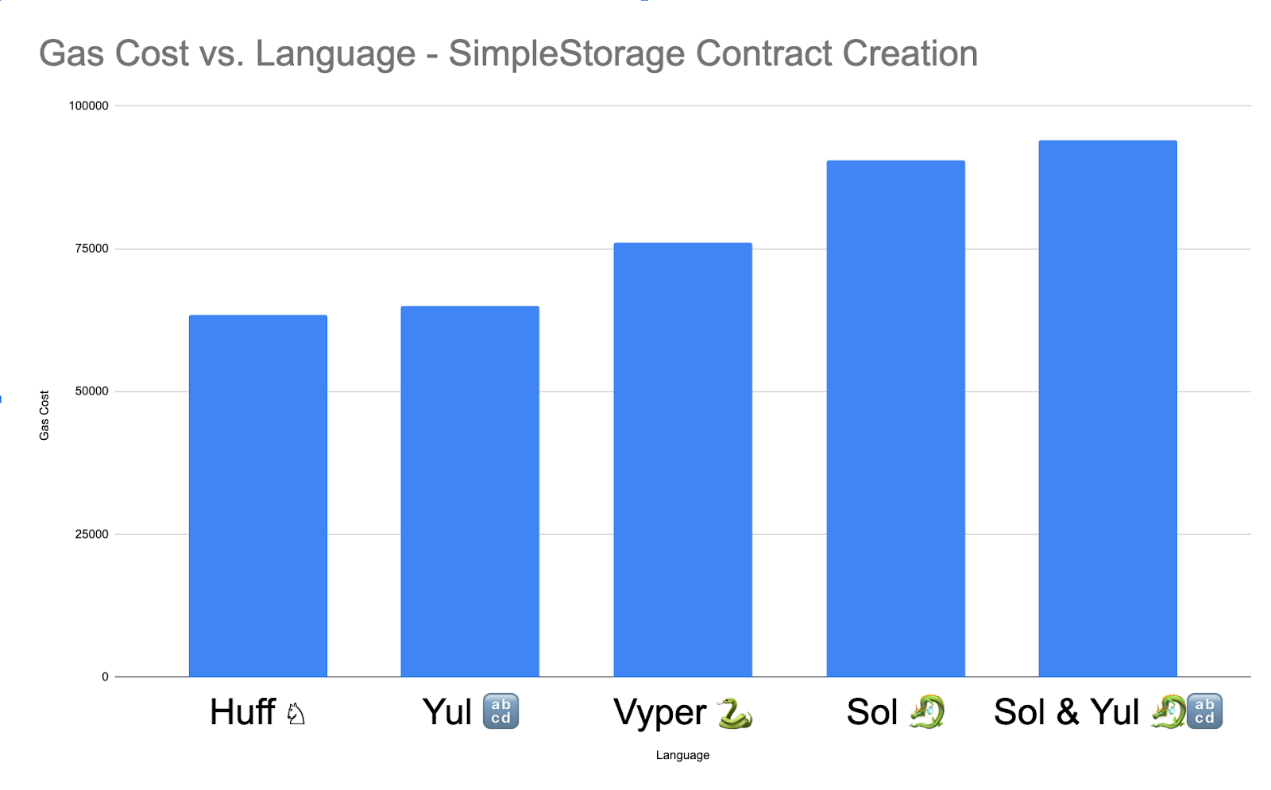 Gas Cost vs. Language - SimpleStorage Contract Creation
100000
75000
50000
25000
0
Gas Cost
Huff ♘ Yul 🔡 Vyper 🐍 Sol 🐉 Sol & Yul 🐉🔡
Language